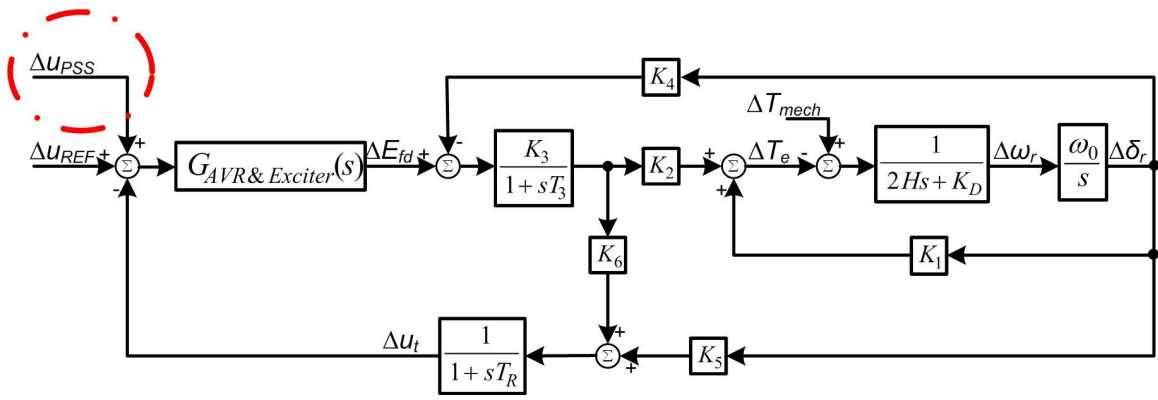 Δu_PSS
K_4
ΔT_mech
Δu_REF
+
+
-
Σ
G_AVR & Exciter(s)
ΔE_fd
+
-
Σ
K_3
1 + sT_3
K_2
+
+
Σ
ΔT_e
-
+
Σ
1
2Hs + K_D
Δω_r
ω_0
s
Δδ_r
K_6
K_1
Δu_t
1
1 + sT_R
+
+
Σ
K_5